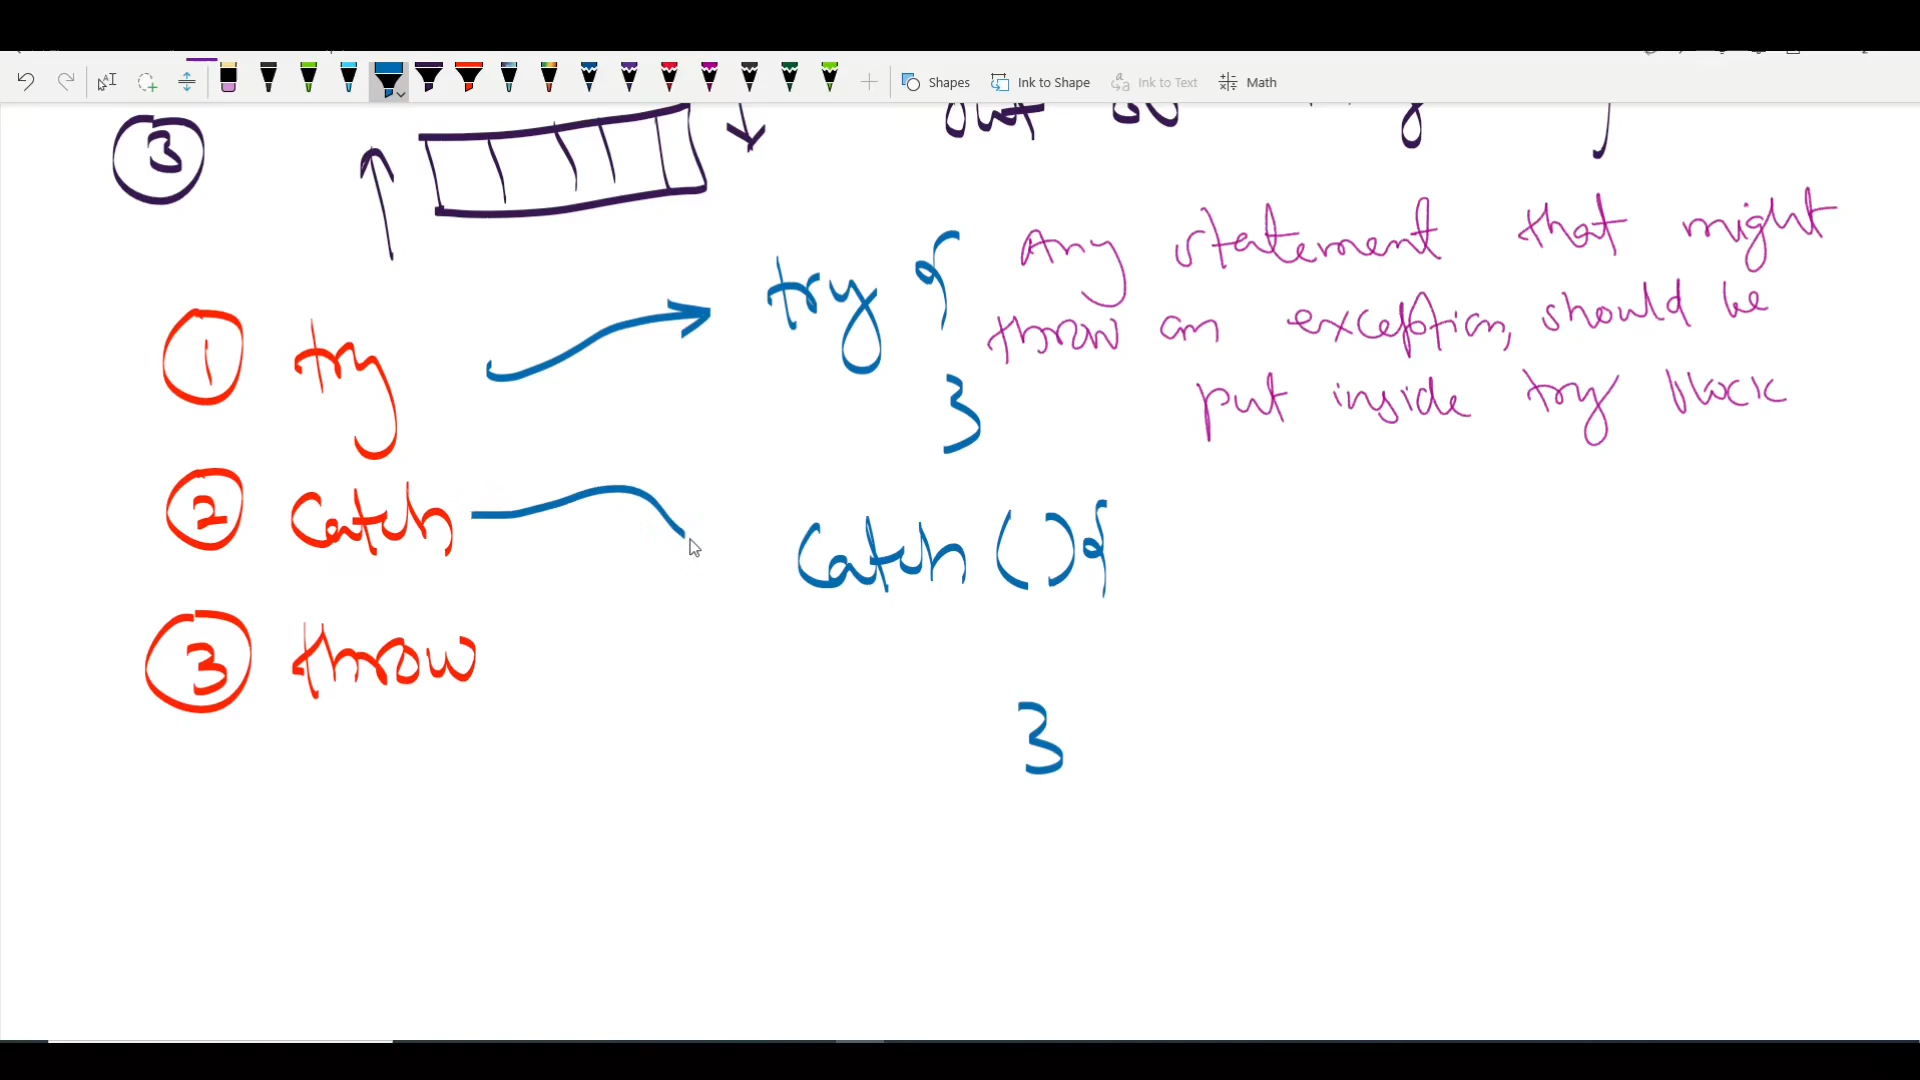 Shapes Ink to Shape Ink to Text Math
3
try {
Any statement that might
throw an exception, should be
put inside try block
}
1 try
2 Catch
Catch () {
}
3 throw